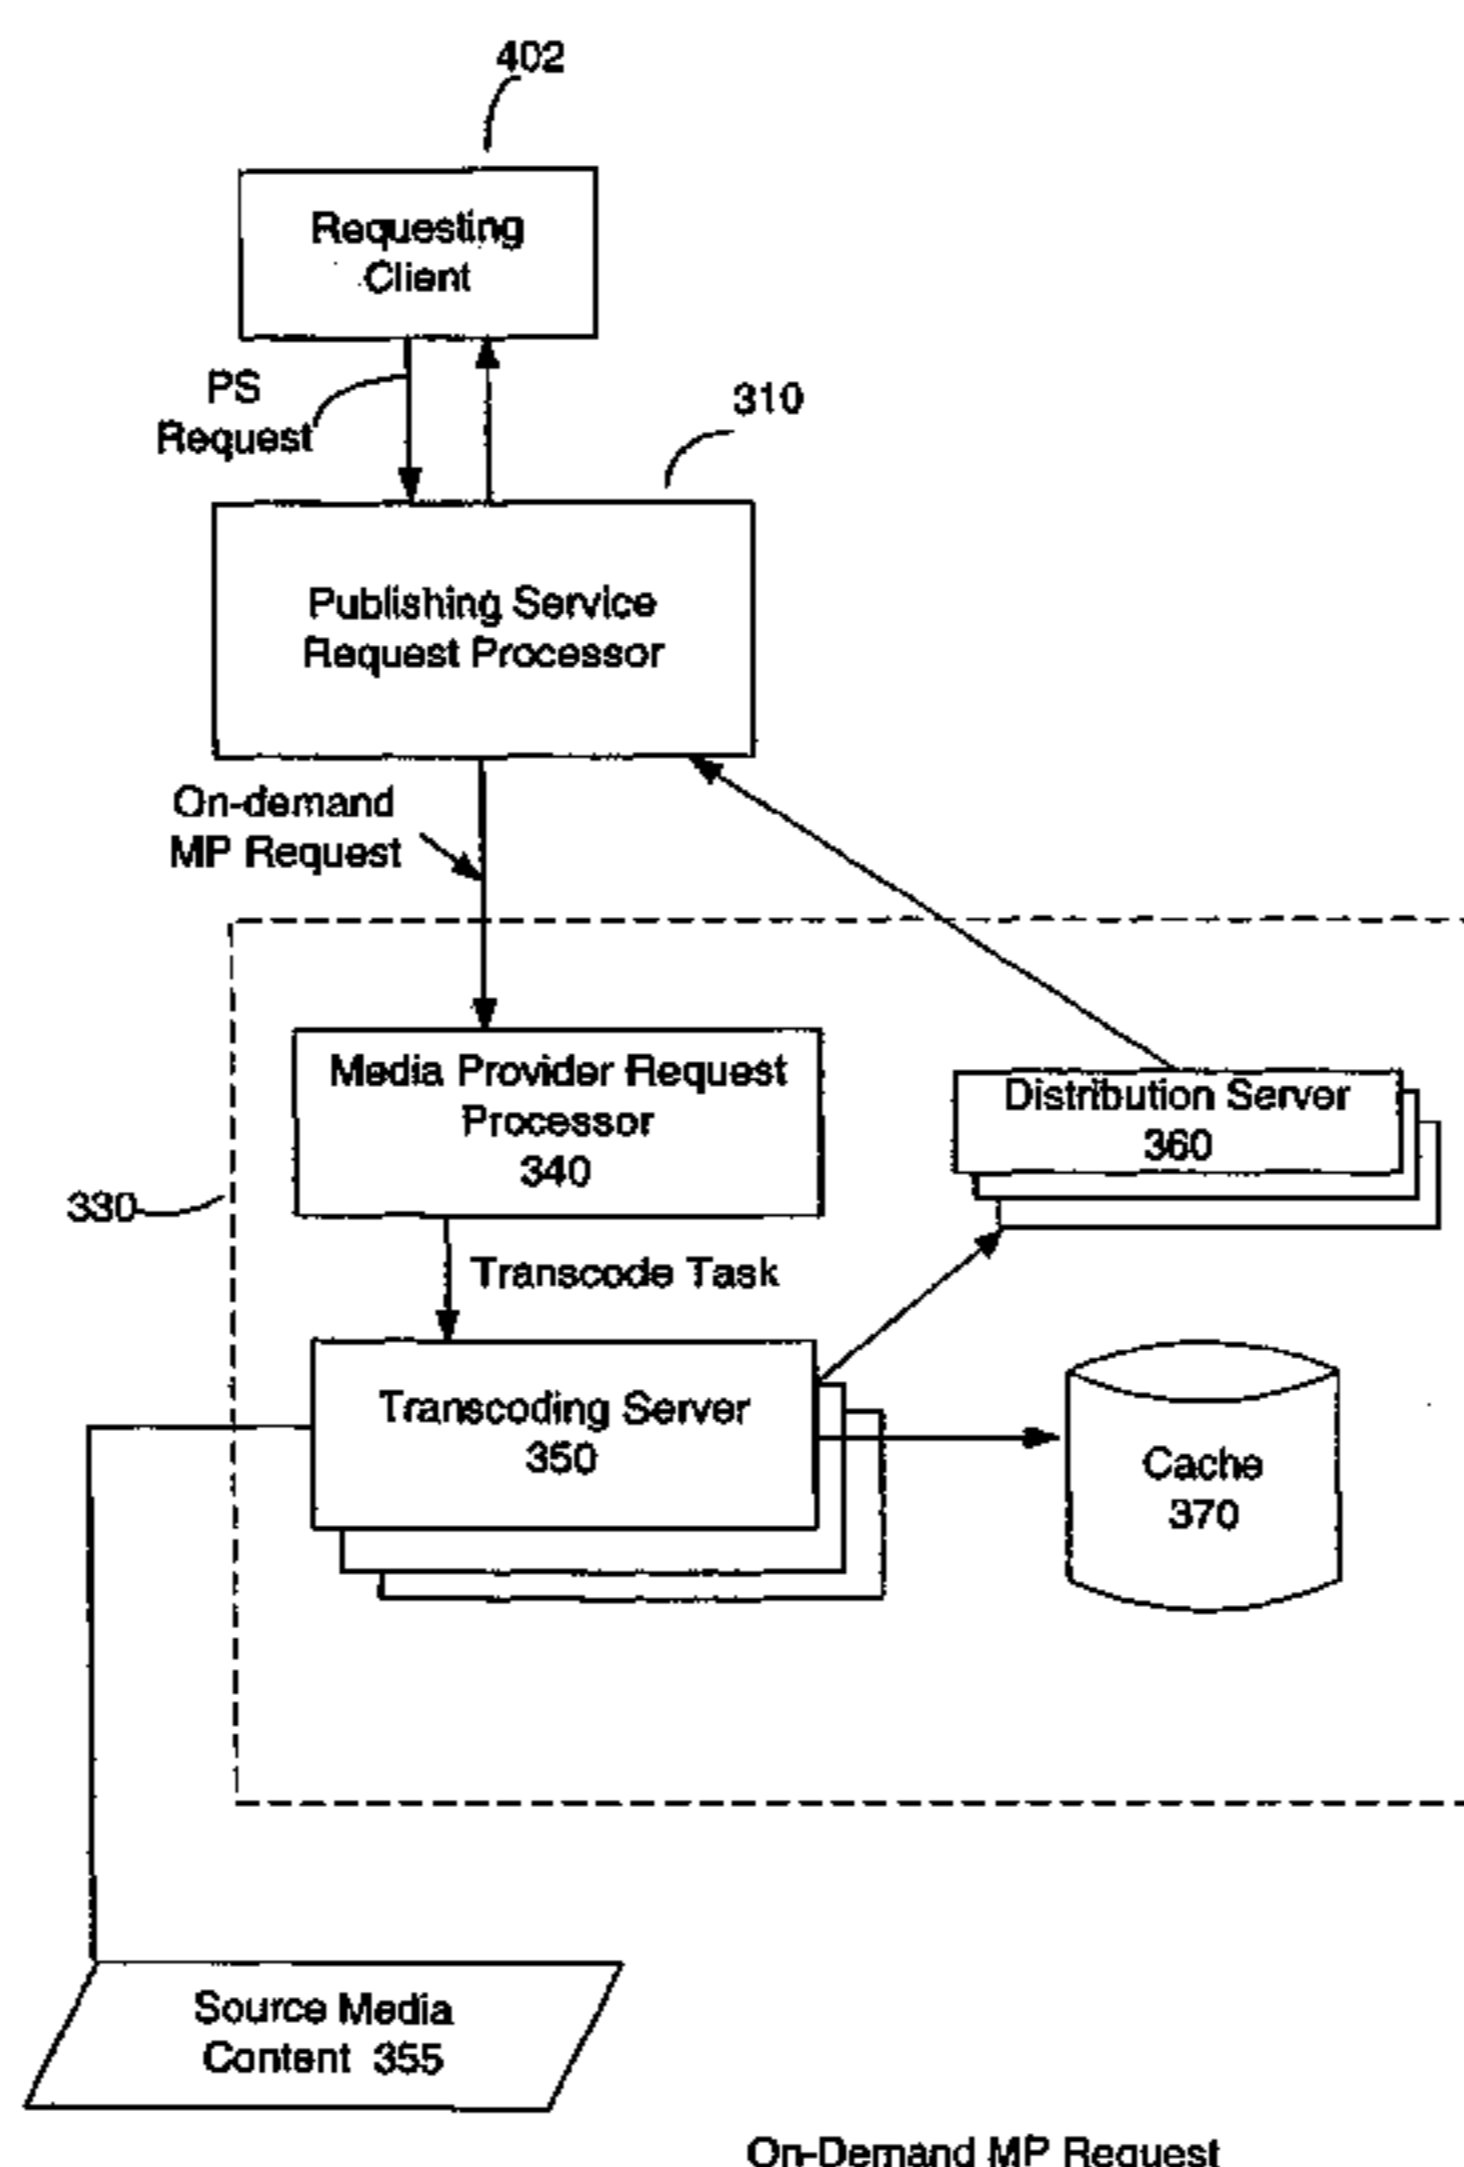 402
Requesting
Client
PS
Request
310
Publishing Service
Request Processor
On-demand
MP Request
Media Provider Request
Processor
340
Distribution Server
360
330
Transcode Task
Transcoding Server
350
Cache
370
Source Media
Content 355
On-Demand MP Request